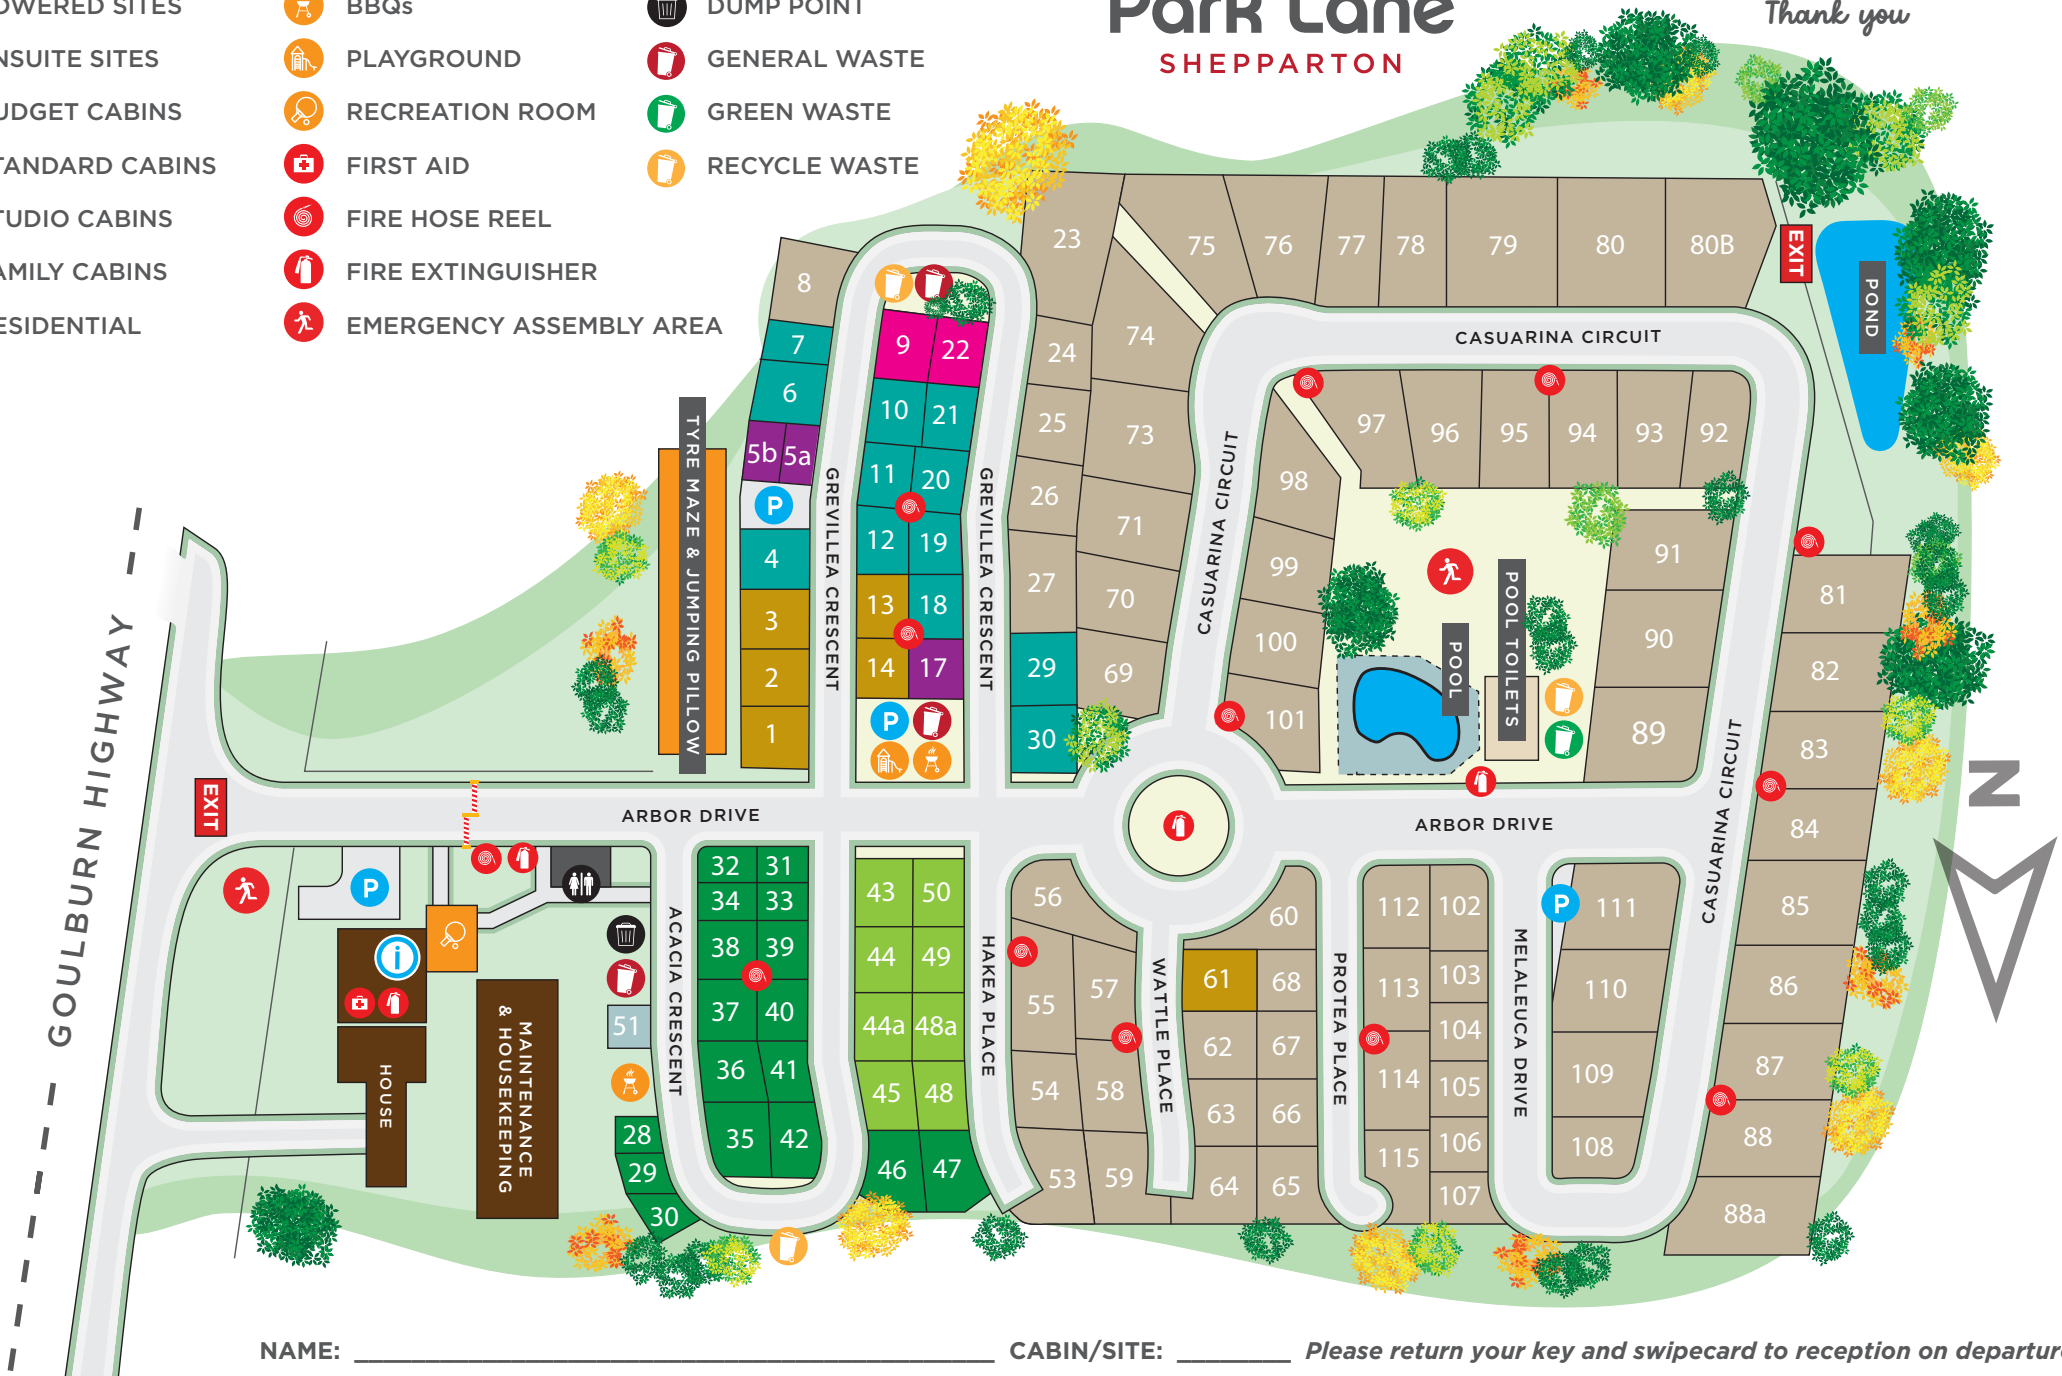 OWERED SITES
NSUITE SITES
UDGET CABINS
TANDARD CABINS
TUDIO CABINS
AMILY CABINS
ESIDENTIAL
BBQs
PLAYGROUND
RECREATION ROOM
FIRST AID
FIRE HOSE REEL
FIRE EXTINGUISHER
EMERGENCY ASSEMBLY AREA
DUMP POINT
GENERAL WASTE
GREEN WASTE
RECYCLE WASTE
Park Lane
SHEPPARTON
Thank you
8
7
6
5b 5a
P
4
3
2
1
TYRE MAZE & JUMPING PILLOW
GREVILLEA CRESCENT
9 22
10 21
11 20
12 19
13 18
14 17
P
GREVILLEA CRESCENT
23
24
25
26
27
29
30
74
73
71
70
69
75 76 77 78 79 80 80B
EXIT
POND
CASUARINA CIRCUIT
CASUARINA CIRCUIT
97 96 95 94 93 92
98
99
100
101
91
90
89
POOL
POOL TOILETS
CASUARINA CIRCUIT
81
82
83
84
85
86
87
88
88a
N
GOULBURN HIGHWAY
EXIT
ARBOR DRIVE
ARBOR DRIVE
P
i
HOUSE
MAINTENANCE
& HOUSEKEEPING
51
28
29
30
ACACIA CRESCENT
32 31
34 33
38 39
37 40
36 41
35 42
43 50
44 49
44a 48a
45 48
46 47
HAKEA PLACE
56
55 57
54 58
53 59
WATTLE PLACE
60
61 68
62 67
63 66
64 65
PROTEA PLACE
112 102
113 103
104
114 105
115 106
107
MELALEUCA DRIVE
P
111
110
109
108
NAME: ____________ CABIN/SITE: ________ Please return your key and swipecard to reception on departure